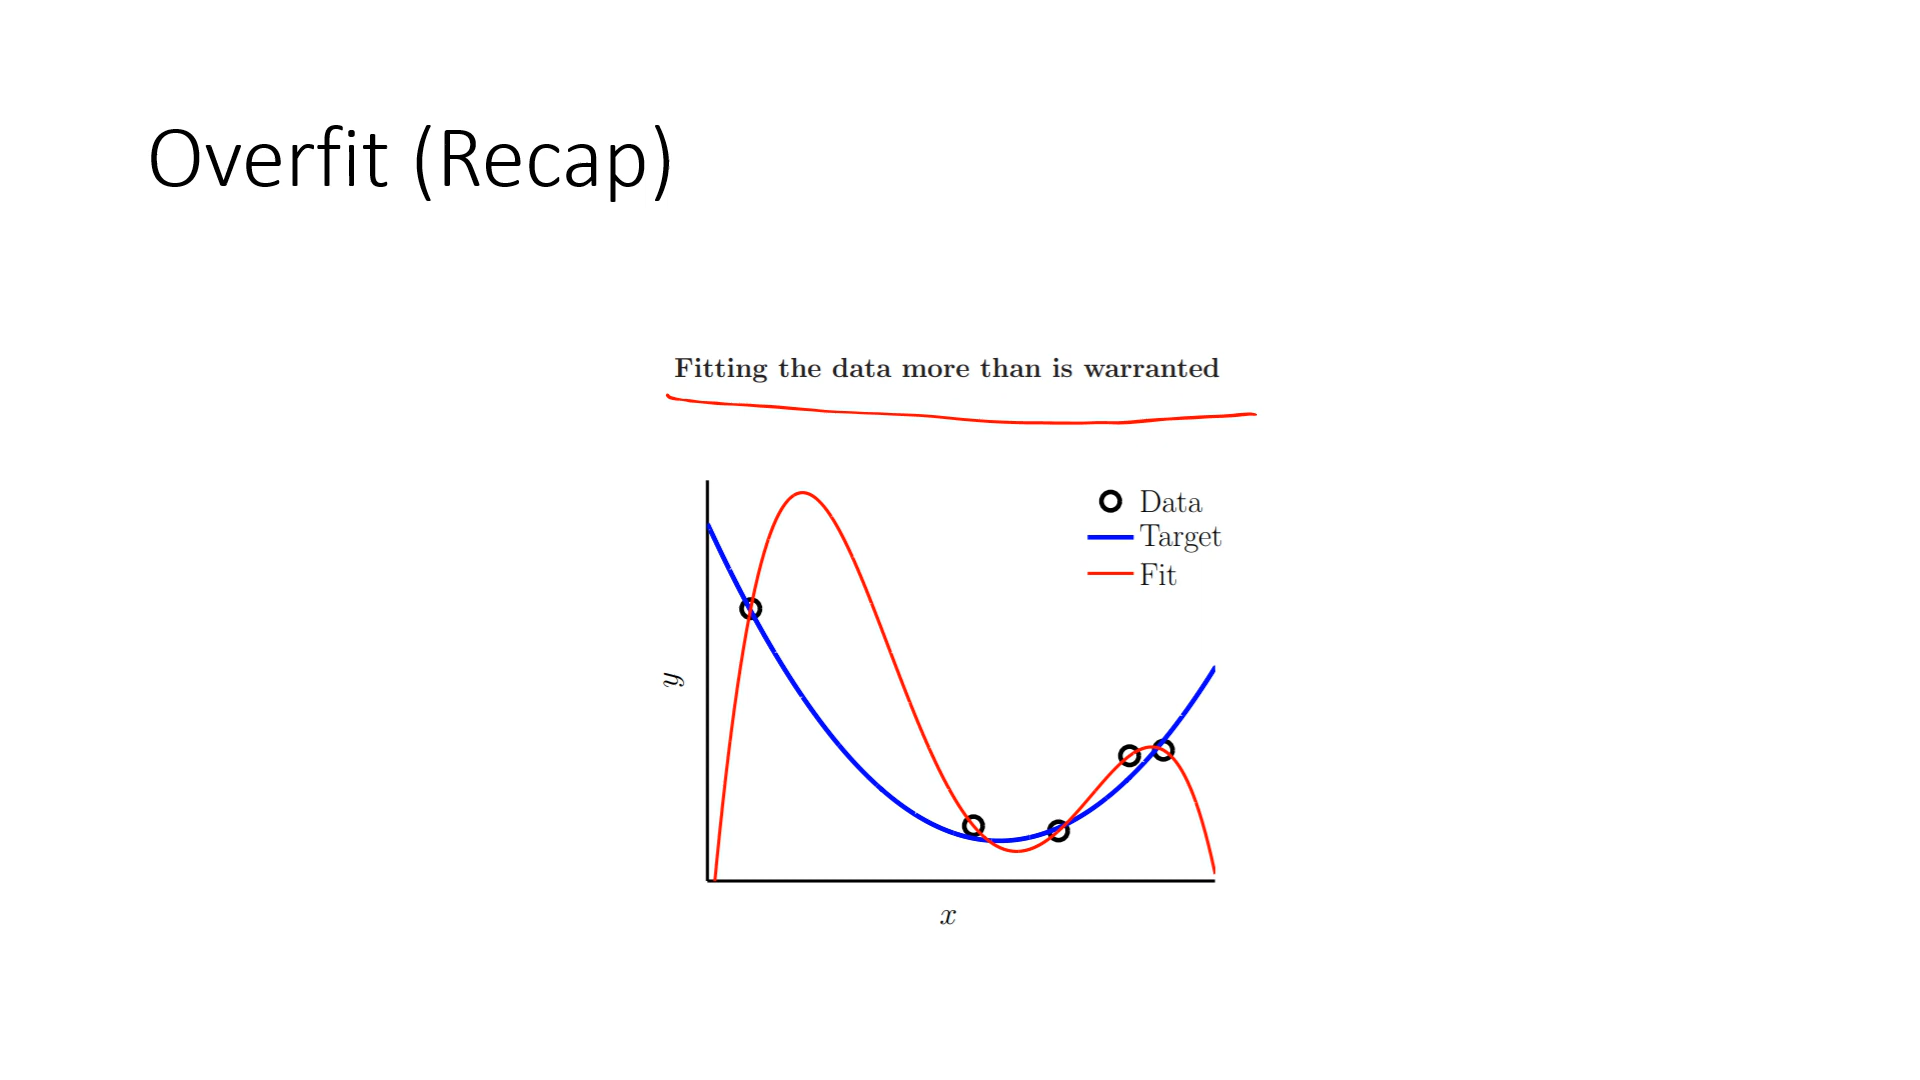 Overfit (Recap)
Fitting the data more than is warranted
Data
Target
Fit
y
x